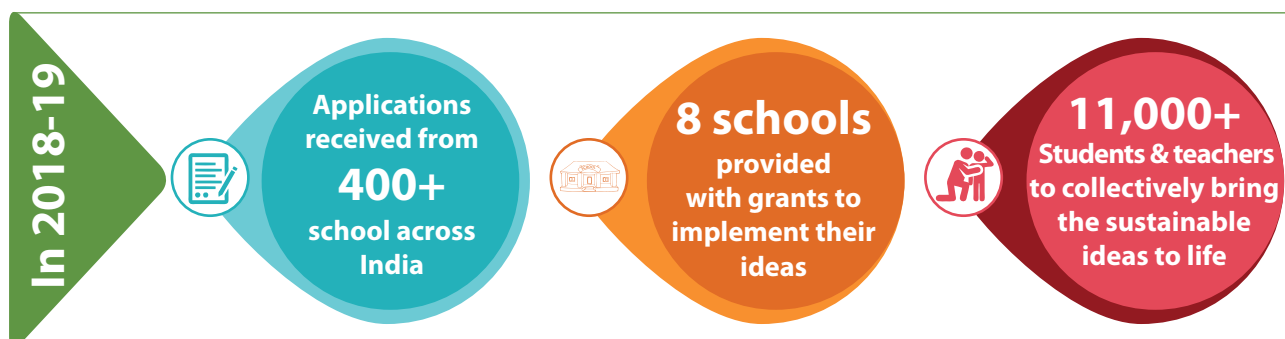 In 2018-19
Applications
received from
400+
school across
India
8 schools
provided
with grants to
implement their
ideas
11,000+
Students & teachers
to collectively bring
the sustainable
ideas to life